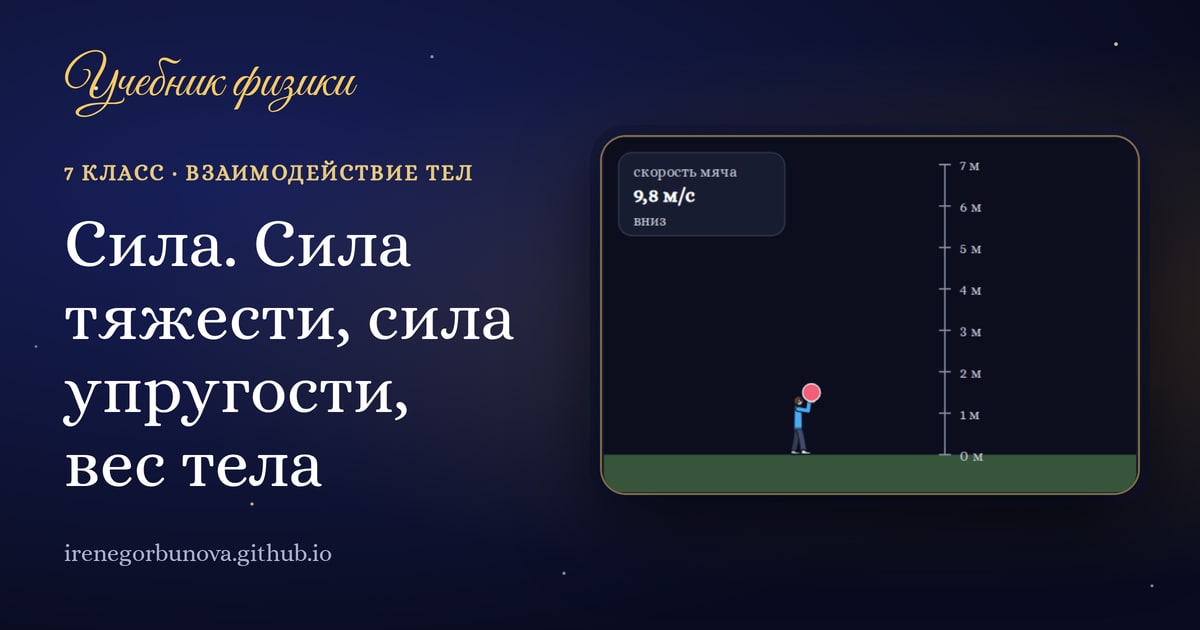 Учебник физики
7 КЛАСС · ВЗАИМОДЕЙСТВИЕ ТЕЛ
Сила. Сила
тяжести, сила
упругости,
вес тела
irenegorbunova.github.io
скорость мяча
9,8 м/с
вниз
7 м
6 м
5 м
4 м
3 м
2 м
1 м
0 м